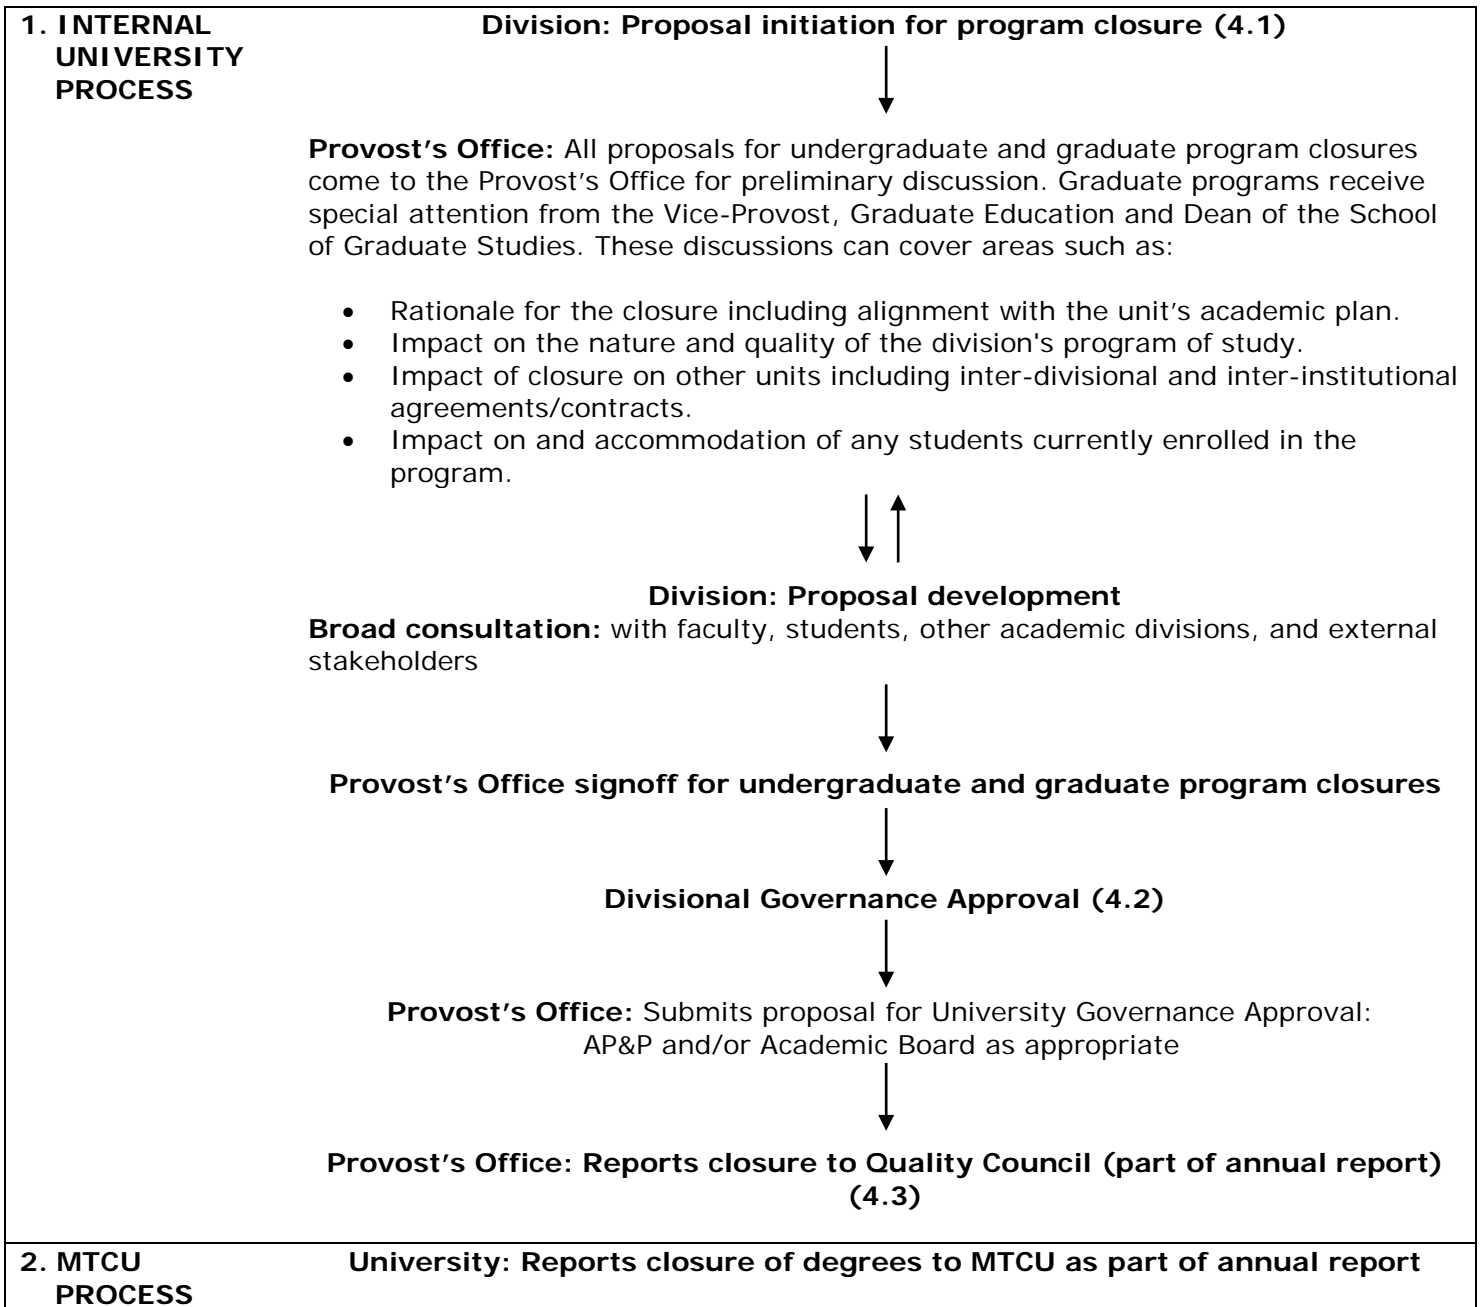 1. INTERNAL UNIVERSITY PROCESS
Division: Proposal initiation for program closure (4.1)
Provost’s Office: All proposals for undergraduate and graduate program closures
come to the Provost’s Office for preliminary discussion. Graduate programs receive
special attention from the Vice-Provost, Graduate Education and Dean of the School
of Graduate Studies. These discussions can cover areas such as:
• Rationale for the closure including alignment with the unit’s academic plan.
• Impact on the nature and quality of the division's program of study.
• Impact of closure on other units including inter-divisional and inter-institutional
agreements/contracts.
• Impact on and accommodation of any students currently enrolled in the
program.
Division: Proposal development
Broad consultation: with faculty, students, other academic divisions, and external
stakeholders
Provost’s Office signoff for undergraduate and graduate program closures
Divisional Governance Approval (4.2)
Provost’s Office: Submits proposal for University Governance Approval:
AP&P and/or Academic Board as appropriate
Provost’s Office: Reports closure to Quality Council (part of annual report)
(4.3)
2. MTCU
PROCESS
University: Reports closure of degrees to MTCU as part of annual report